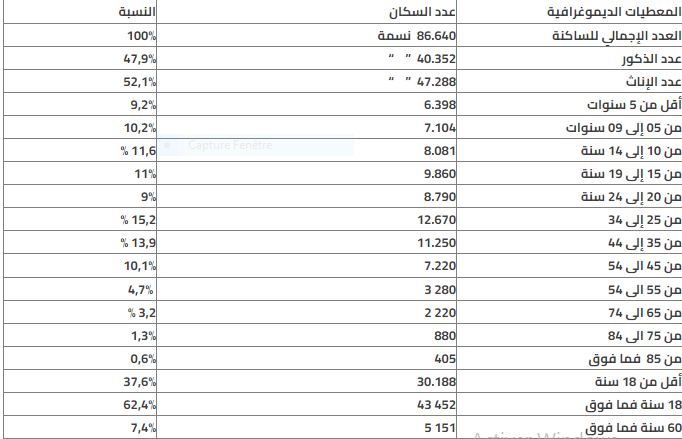 المعطيات الديموغرافية عدد السكان النسبة
العدد الإجمالي للساكنة 86.640 نسمة 100%
عدد الذكور 40.352 " " 47,9%
عدد الإناث 47.288 " " 52,1%
أقل من 5 سنوات 6.398 9,2%
من 05 إلى 09 سنوات 7.104 10,2%
من 10 إلى 14 سنة 8.081 11,6 %
Capture Fenêtre
من 15 إلى 19 سنة 9.860 11%
من 20 إلى 24 سنة 8.790 9%
من 25 إلى 34 12.670 15,2 %
من 35 إلى 44 11.250 13,9 %
من 45 الى 54 7.220 10,1%
من 55 الى 54 3 280 4,7%
من 65 الى 74 2 220 3,2 %
من 75 الى 84 880 1,3%
من 85 فما فوق 405 0,6%
أقل من 18 سنة 30.188 37,6%
18 سنة فما فوق 43 452 62,4%
60 سنة فما فوق 5 151 7,4%